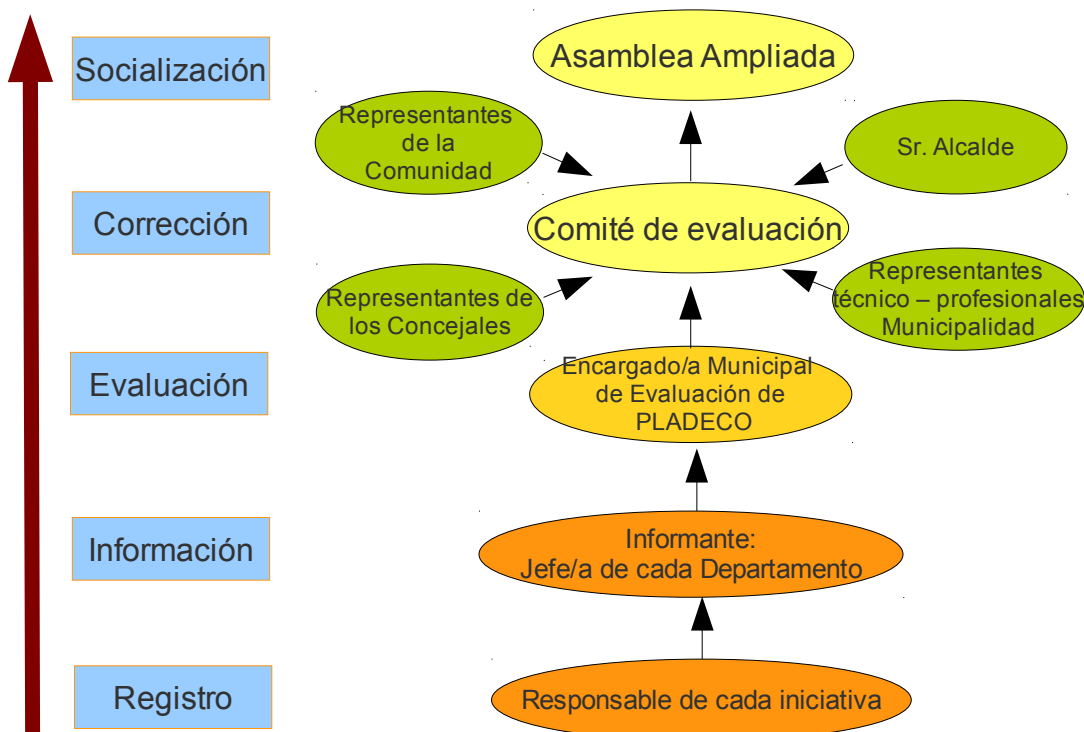 Socialización
Asamblea Ampliada
Representantes
de la
Comunidad
Sr. Alcalde
Corrección
Comité de evaluación
Representantes de
los Concejales
Representantes
técnico – profesionales
Municipalidad
Evaluación
Encargado/a Municipal
de Evaluación de
PLADECO
Información
Informante:
Jefe/a de cada Departamento
Registro
Responsable de cada iniciativa